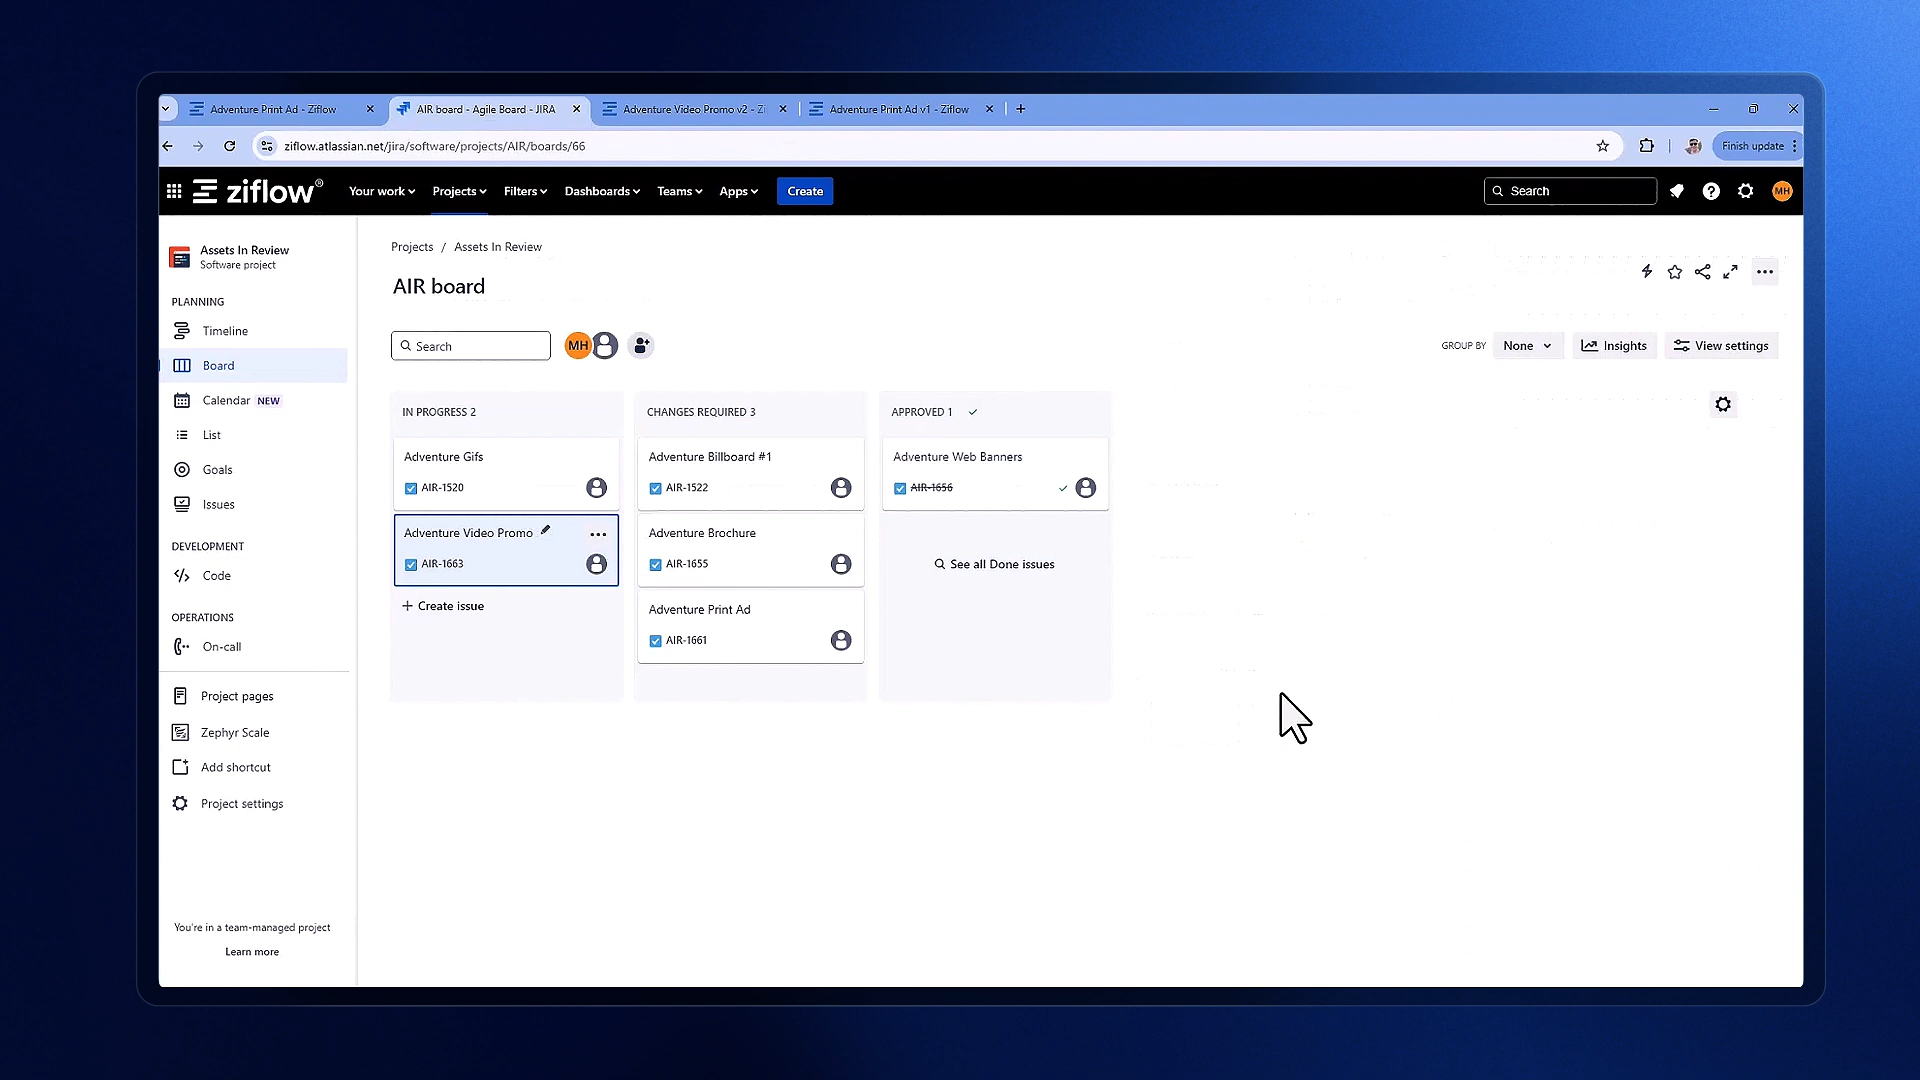 Adventure Print Ad - Ziflow
AIR board - Agile Board - JIRA
Adventure Video Promo v2 - Zi
Adventure Print Ad v1 - Ziflow
ziflow.atlassian.net/jira/software/projects/AIR/boards/66
Finish update
ziflow®
Your work
Projects
Filters
Dashboards
Teams
Apps
Create
Search
MH
Assets In Review
Software project
PLANNING
Timeline
Board
Calendar NEW
List
Goals
Issues
DEVELOPMENT
Code
OPERATIONS
On-call
Project pages
Zephyr Scale
Add shortcut
Project settings
You're in a team-managed project
Learn more
Projects / Assets In Review
AIR board
Search
MH
GROUP BY
None
Insights
View settings
IN PROGRESS 2
Adventure Gifs
AIR-1520
Adventure Video Promo
AIR-1663
+ Create issue
CHANGES REQUIRED 3
Adventure Billboard #1
AIR-1522
Adventure Brochure
AIR-1655
Adventure Print Ad
AIR-1661
APPROVED 1
Adventure Web Banners
AIR-1656
See all Done issues